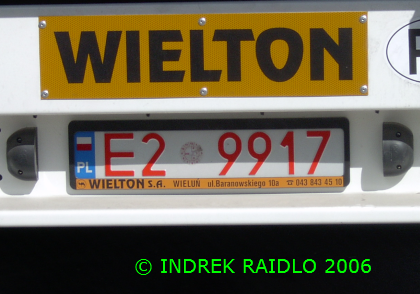 WIELTON
PL E2 9917
WIELTON S.A. WIELUŃ ul.Baranowskiego 10a ☎ 043 843 45 10
© INDREK RAIDLO 2006